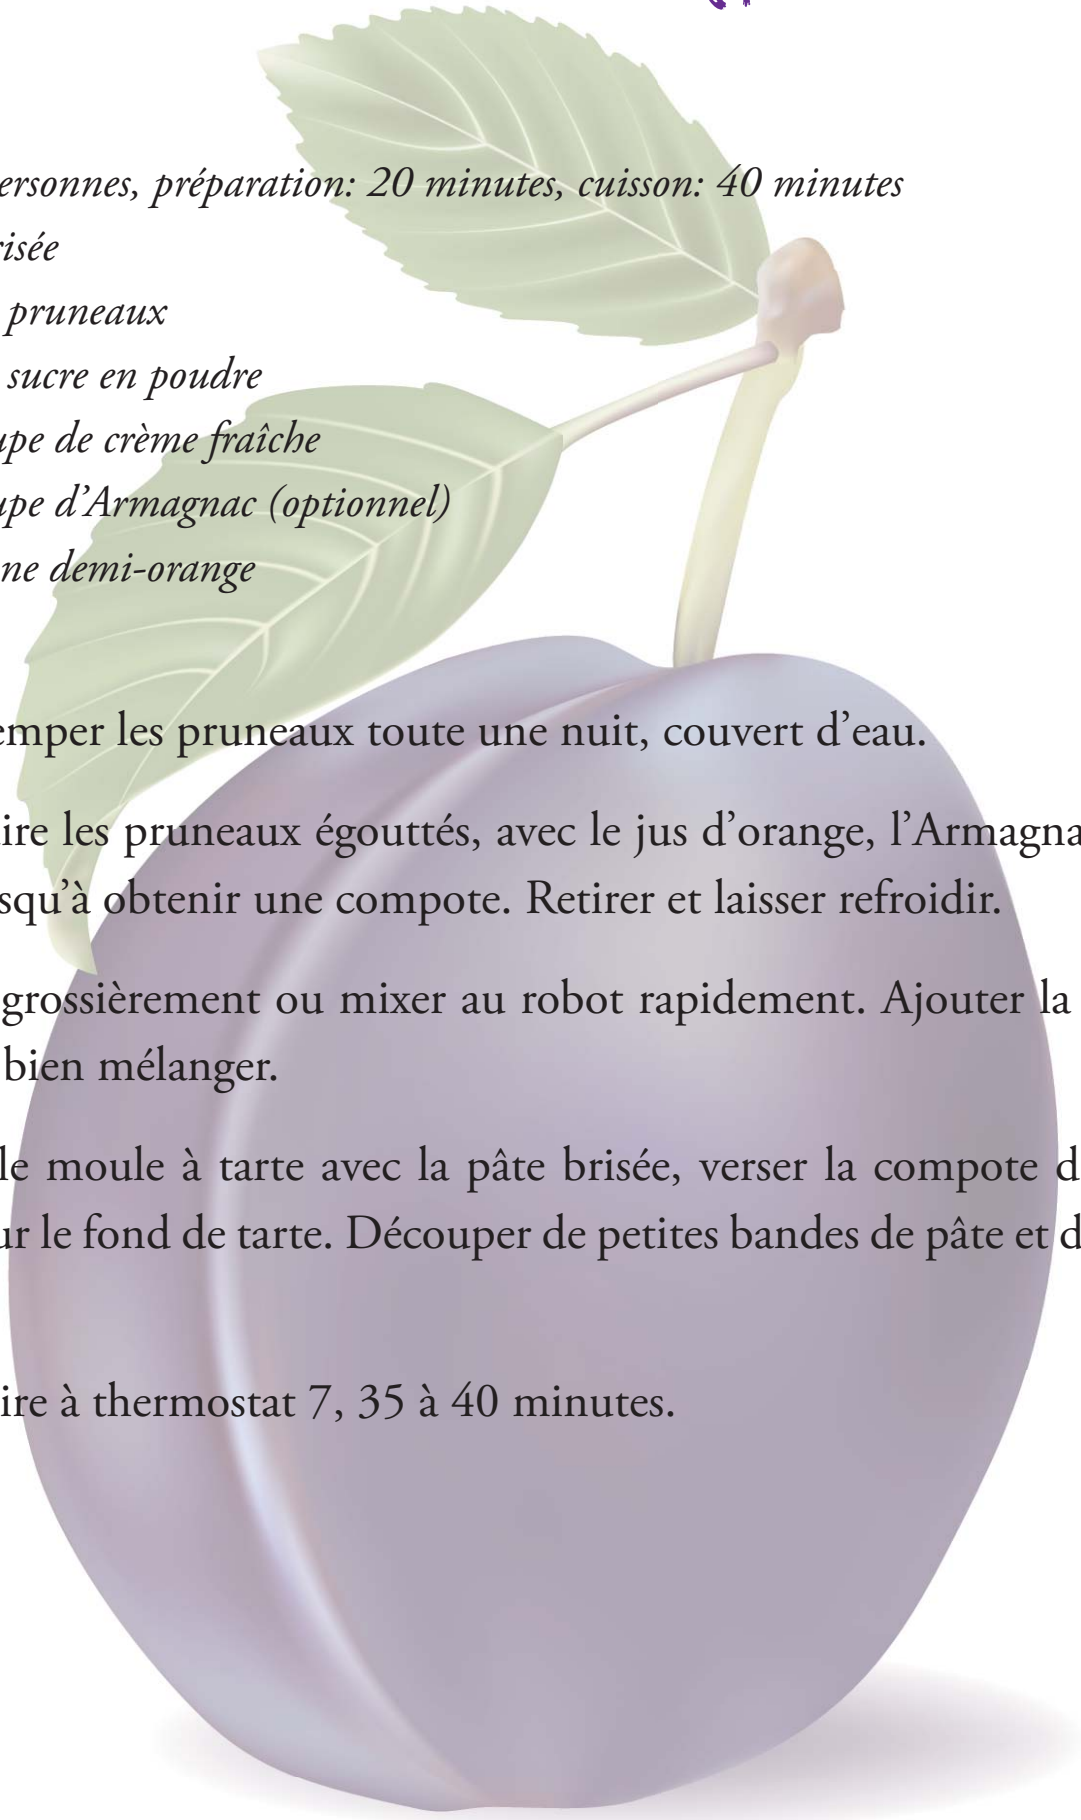 ersonnes, préparation: 20 minutes, cuisson: 40 minutes
risée
pruneaux
sucre en poudre
upe de crème fraîche
upe d'Armagnac (optionnel)
ne demi-orange
emper les pruneaux toute une nuit, couvert d'eau.
ire les pruneaux égouttés, avec le jus d'orange, l'Armagna
squ'à obtenir une compote. Retirer et laisser refroidir.
grossièrement ou mixer au robot rapidement. Ajouter la
bien mélanger.
le moule à tarte avec la pâte brisée, verser la compote d
ur le fond de tarte. Découper de petites bandes de pâte et d
ire à thermostat 7, 35 à 40 minutes.